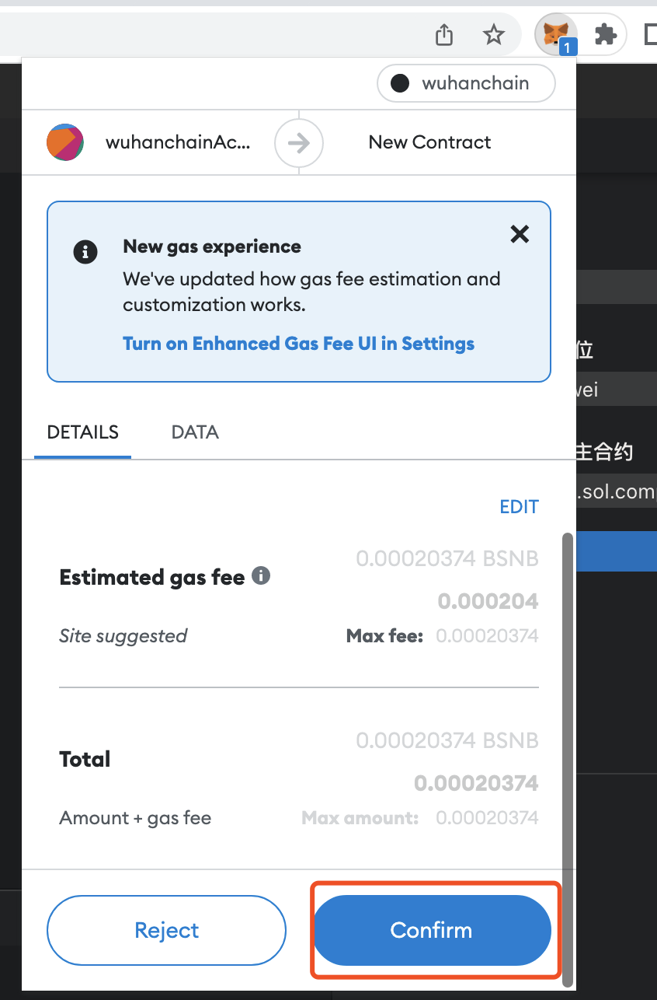 1
wuhanchain
wuhanchainAc...
New Contract
New gas experience
We've updated how gas fee estimation and
customization works.
Turn on Enhanced Gas Fee UI in Settings
位
wei
DETAILS
DATA
主合约
.sol.com
EDIT
0.00020374 BSNB
Estimated gas fee
0.000204
Site suggested
Max fee: 0.00020374
0.00020374 BSNB
Total
0.00020374
Amount + gas fee
Max amount: 0.00020374
Reject
Confirm